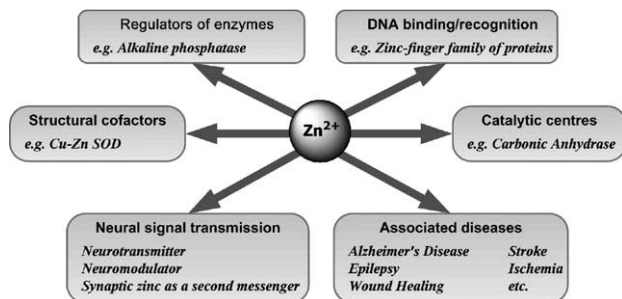 Regulators of enzymes
e.g. Alkaline phosphatase
DNA binding/recognition
e.g. Zinc-finger family of proteins
Structural cofactors
e.g. Cu-Zn SOD
Zn2+
Catalytic centres
e.g. Carbonic Anhydrase
Neural signal transmission
Neurotransmitter
Neuromodulator
Synaptic zinc as a second messenger
Associated diseases
Alzheimer's Disease Stroke
Epilepsy Ischemia
Wound Healing etc.